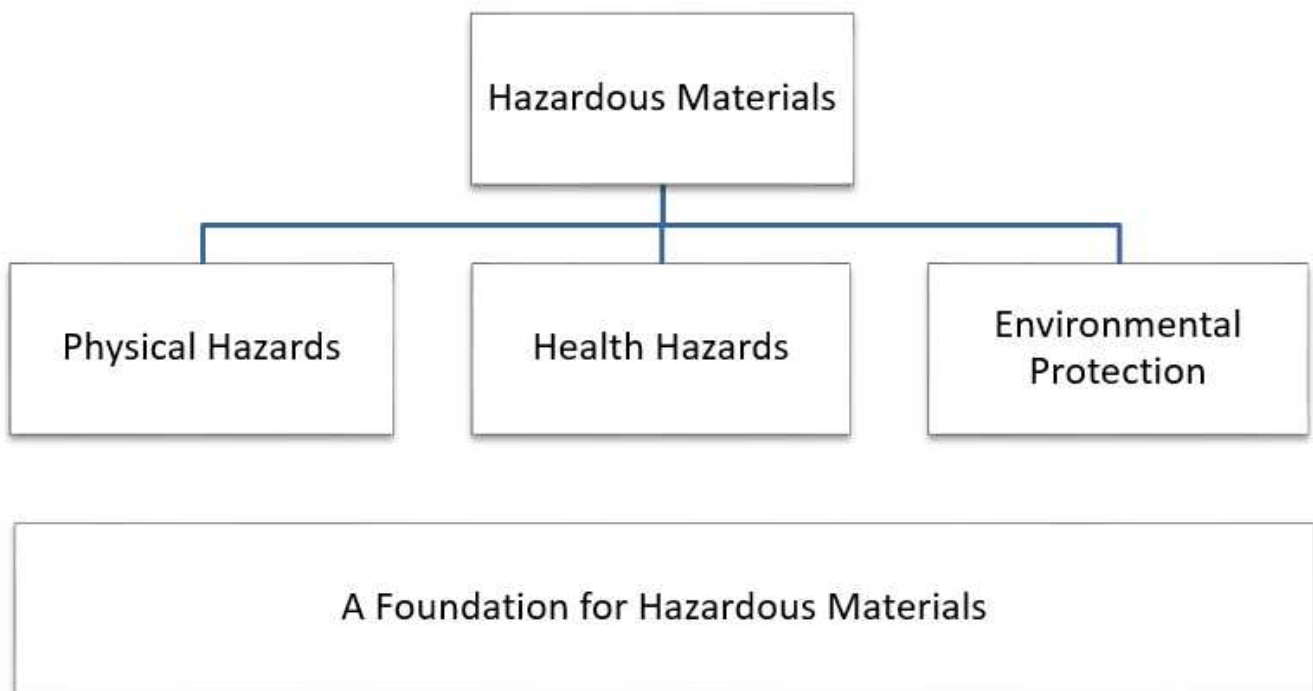 Hazardous Materials
Physical Hazards
Health Hazards
Environmental
Protection
A Foundation for Hazardous Materials